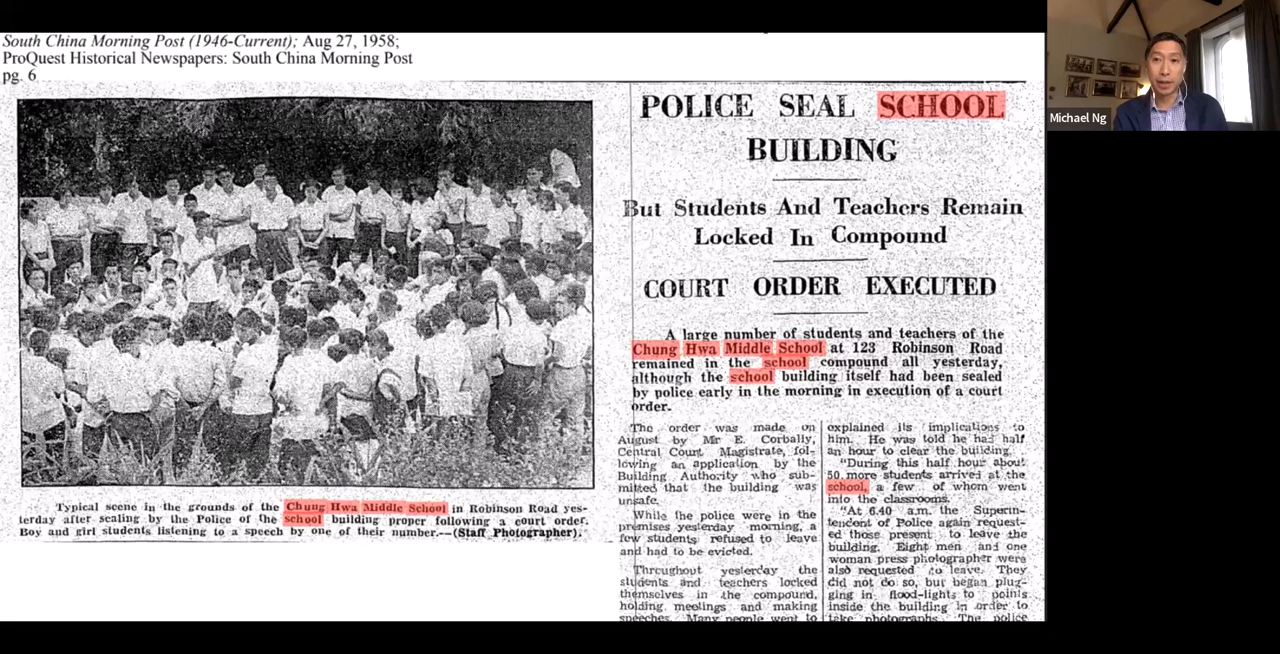 South China Morning Post (1946-Current); Aug 27, 1958;
ProQuest Historical Newspapers: South China Morning Post
pg. 6
Typical scene in the grounds of the Chung Hwa Middle School in Robinson Road yes-
terday after sealing by the Police of the school building proper following a court order.
Boy and girl students listening to a speech by one of their number.—(Staff Photographer).
POLICE SEAL SCHOOL
BUILDING
But Students And Teachers Remain
Locked In Compound
COURT ORDER EXECUTED
A large number of students and teachers of the
Chung Hwa Middle School at 123 Robinson Road
remained in the school compound all yesterday,
although the school building itself had been sealed
by police early in the morning in execution of a court
order.
The order was made on
August by Mr E. Corbally,
Central Court Magistrate, fol-
lowing an application by the
Building Authority who sub-
mitted that the building was
unsafe.
While the police were in the
premises yesterday morning, a
few students refused to leave
and had to be evicted.
Throughout yesterday the
students and teachers locked
themselves in the compound,
holding meetings and making
speeches. Many people went to
explained its implications to
him. He was told he had half
an hour to clear the building.
"During this half hour about
50 more students arrived at the
school, a few of whom went
into the classrooms.
"At 6.40 a.m. the Superin-
tendent of Police again request-
ed those present to leave the
building. Eight men and one
woman press photographer were
also requested to leave. They
did not do so, but began plug-
ging in flood-lights to points
inside the building in order to
take photographs. The police
Michael Ng